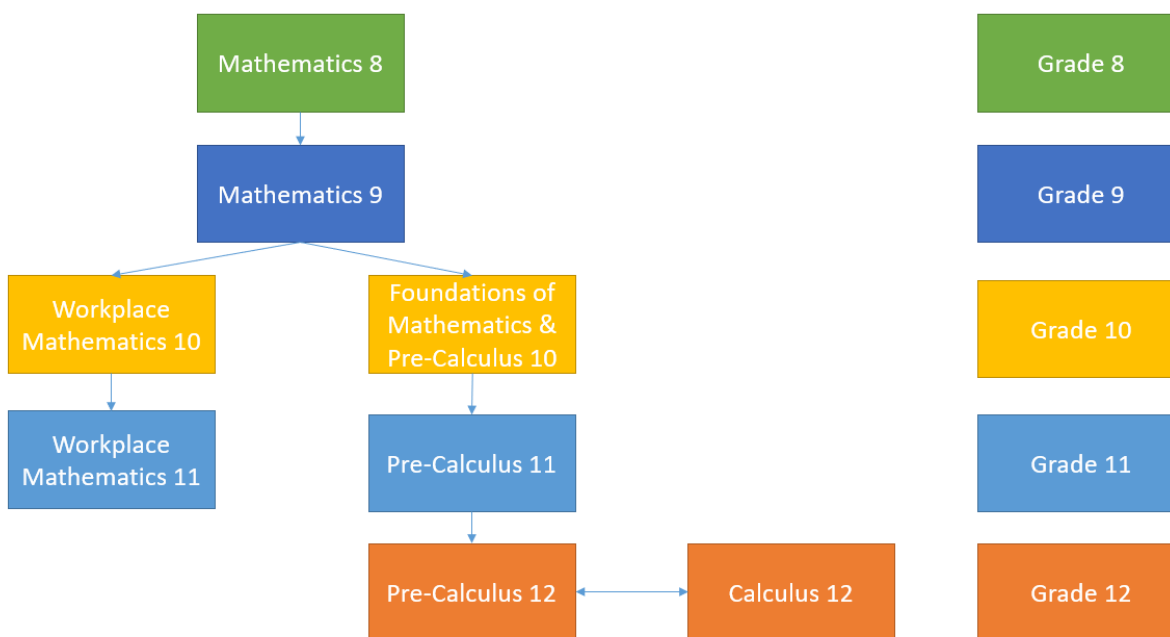 Mathematics 8
Grade 8
Mathematics 9
Grade 9
Workplace
Mathematics 10
Foundations of
Mathematics &
Pre-Calculus 10
Grade 10
Workplace
Mathematics 11
Pre-Calculus 11
Grade 11
Pre-Calculus 12
Calculus 12
Grade 12